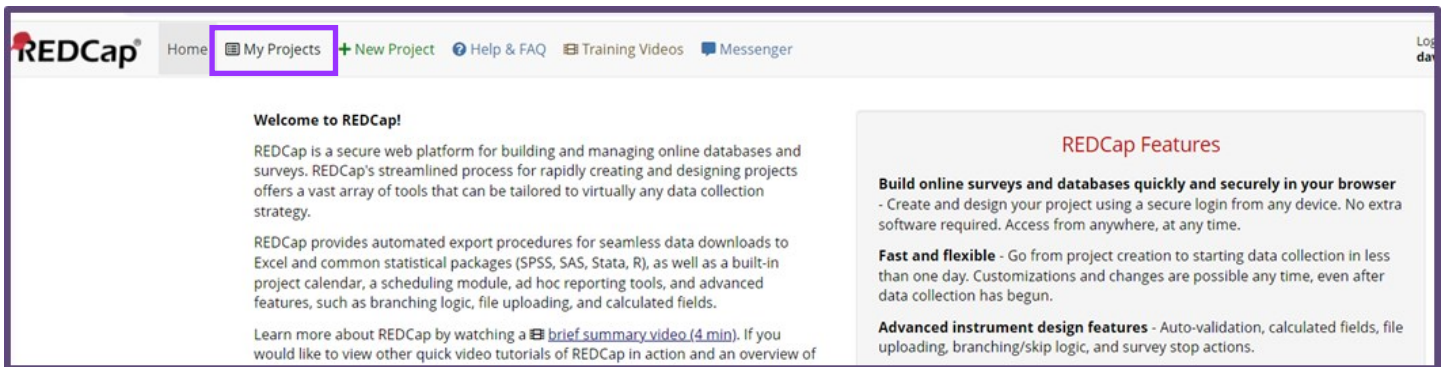 REDCap®
Home My Projects + New Project Help & FAQ Training Videos Messenger
Welcome to REDCap!
REDCap is a secure web platform for building and managing online databases and
surveys. REDCap's streamlined process for rapidly creating and designing projects
offers a vast array of tools that can be tailored to virtually any data collection
strategy.
REDCap provides automated export procedures for seamless data downloads to
Excel and common statistical packages (SPSS, SAS, Stata, R), as well as a built-in
project calendar, a scheduling module, ad hoc reporting tools, and advanced
features, such as branching logic, file uploading, and calculated fields.
Learn more about REDCap by watching a brief summary video (4 min). If you
would like to view other quick video tutorials of REDCap in action and an overview of
REDCap Features
Build online surveys and databases quickly and securely in your browser
- Create and design your project using a secure login from any device. No extra
software required. Access from anywhere, at any time.
Fast and flexible - Go from project creation to starting data collection in less
than one day. Customizations and changes are possible any time, even after
data collection has begun.
Advanced instrument design features - Auto-validation, calculated fields, file
uploading, branching/skip logic, and survey stop actions.